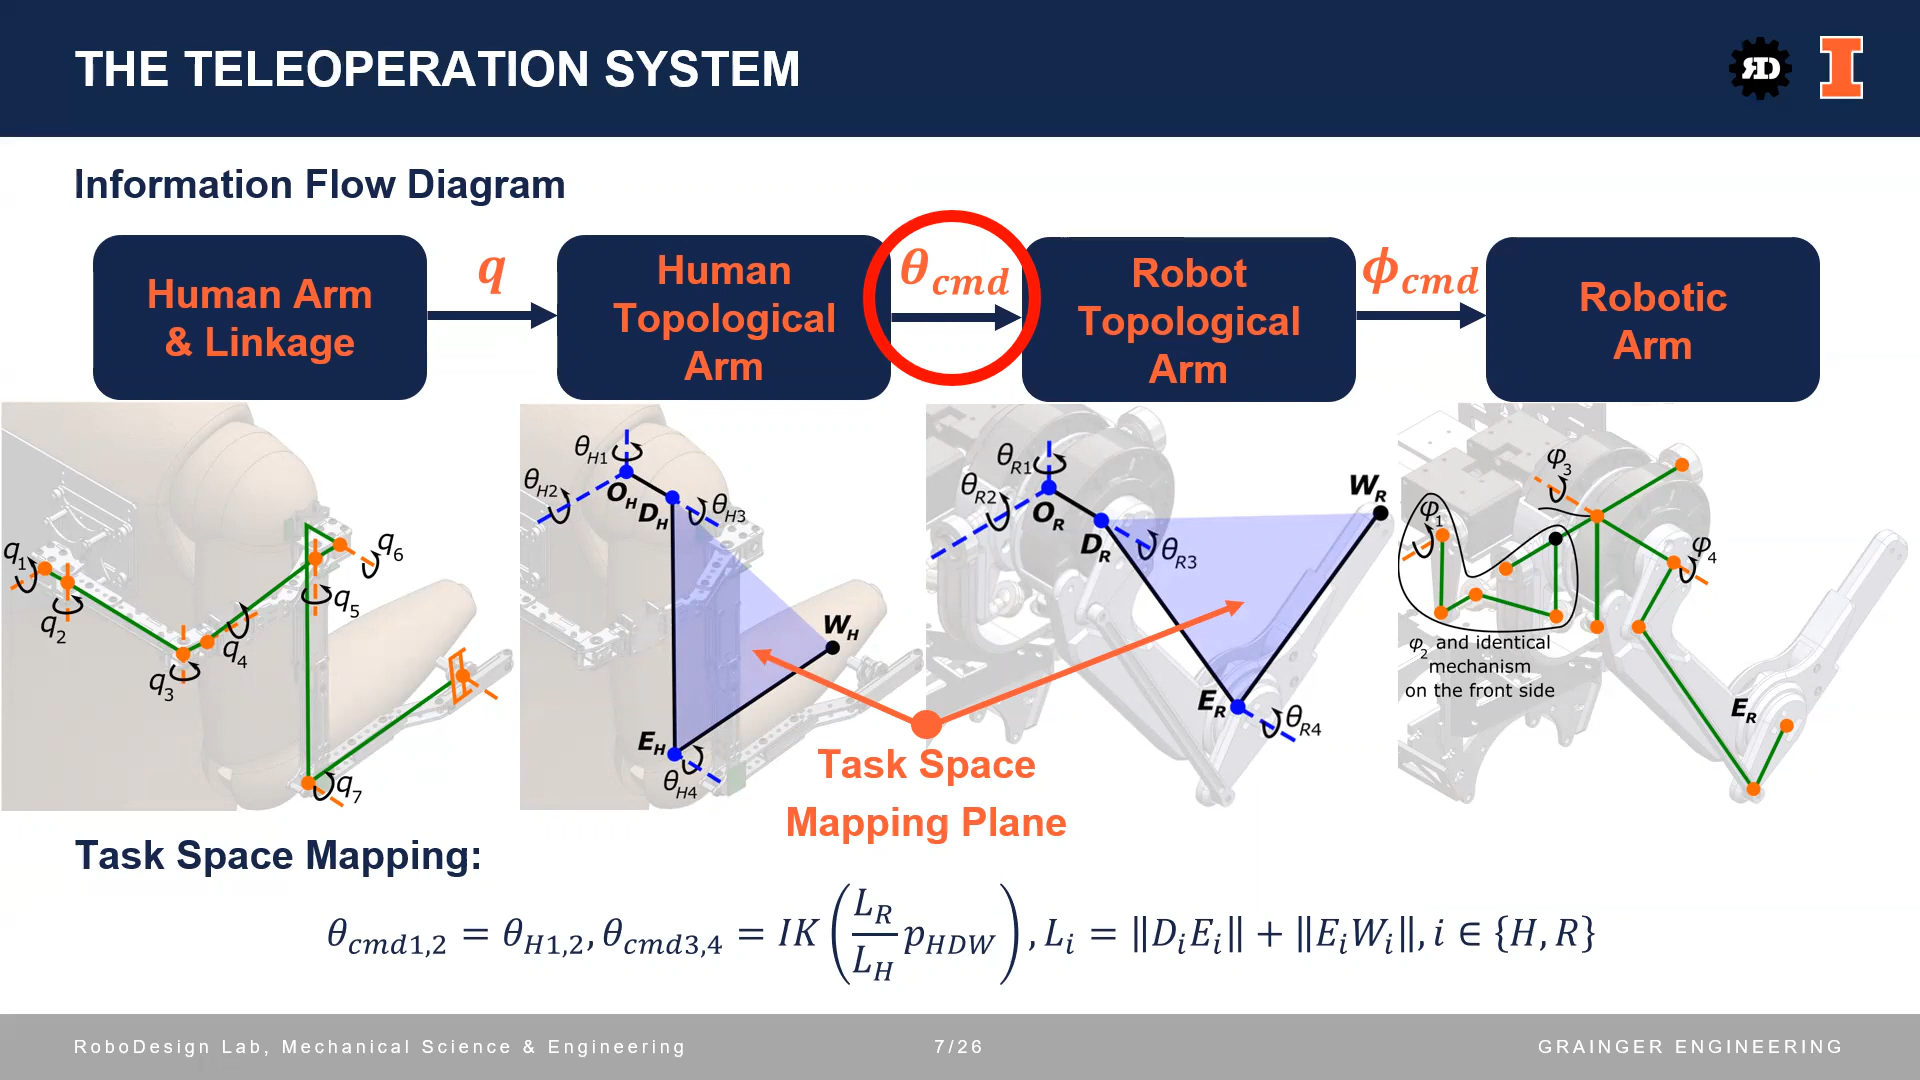 THE TELEOPERATION SYSTEM
RD
I
Information Flow Diagram
Human Arm
& Linkage
q
Human
Topological
Arm
θcmd
Robot
Topological
Arm
ϕcmd
Robotic
Arm
q1
q2
q3
q4
q5
q6
q7
θH1
θH2
OH
DH
θH3
WH
EH
θH4
θR1
θR2
OR
DR
θR3
WR
ER
θR4
φ3
φ1
φ4
φ2 and identical
mechanism
on the front side
ER
Task Space
Mapping Plane
Task Space Mapping:
θcmd1,2 = θH1,2, θcmd3,4 = IK(LR/LH pHDW), Li = ‖DiEi‖ + ‖EiWi‖, i ∈ {H, R}
RoboDesign Lab, Mechanical Science & Engineering
7/26
GRAINGER ENGINEERING